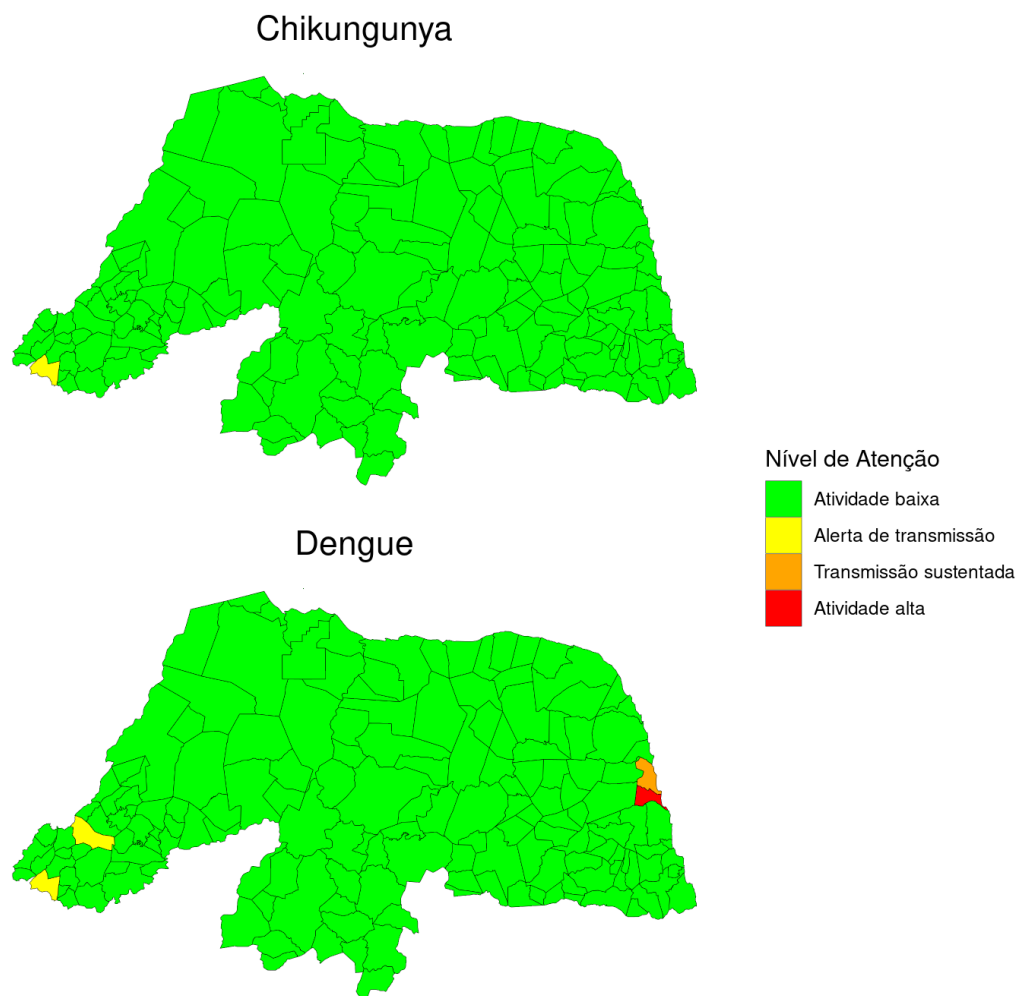 Chikungunya
Nível de Atenção
Atividade baixa
Alerta de transmissão
Transmissão sustentada
Atividade alta
Dengue